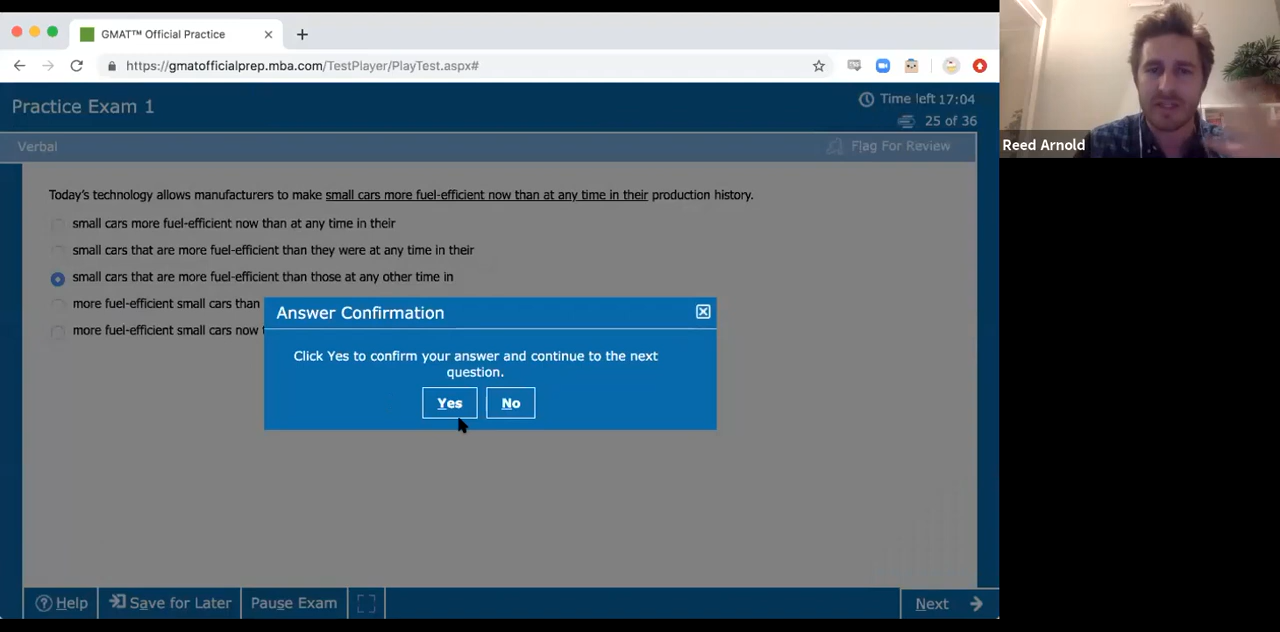 GMAT™ Official Practice
https://gmatofficialprep.mba.com/TestPlayer/PlayTest.aspx#
Practice Exam 1
Time left 17:04
25 of 36
Verbal
Flag For Review
Reed Arnold
Today's technology allows manufacturers to make small cars more fuel-efficient now than at any time in their production history.
small cars more fuel-efficient now than at any time in their
small cars that are more fuel-efficient than they were at any time in their
small cars that are more fuel-efficient than those at any other time in
more fuel-efficient small cars than
more fuel-efficient small cars now
Answer Confirmation
Click Yes to confirm your answer and continue to the next
question.
Yes
No
Help
Save for Later
Pause Exam
Next